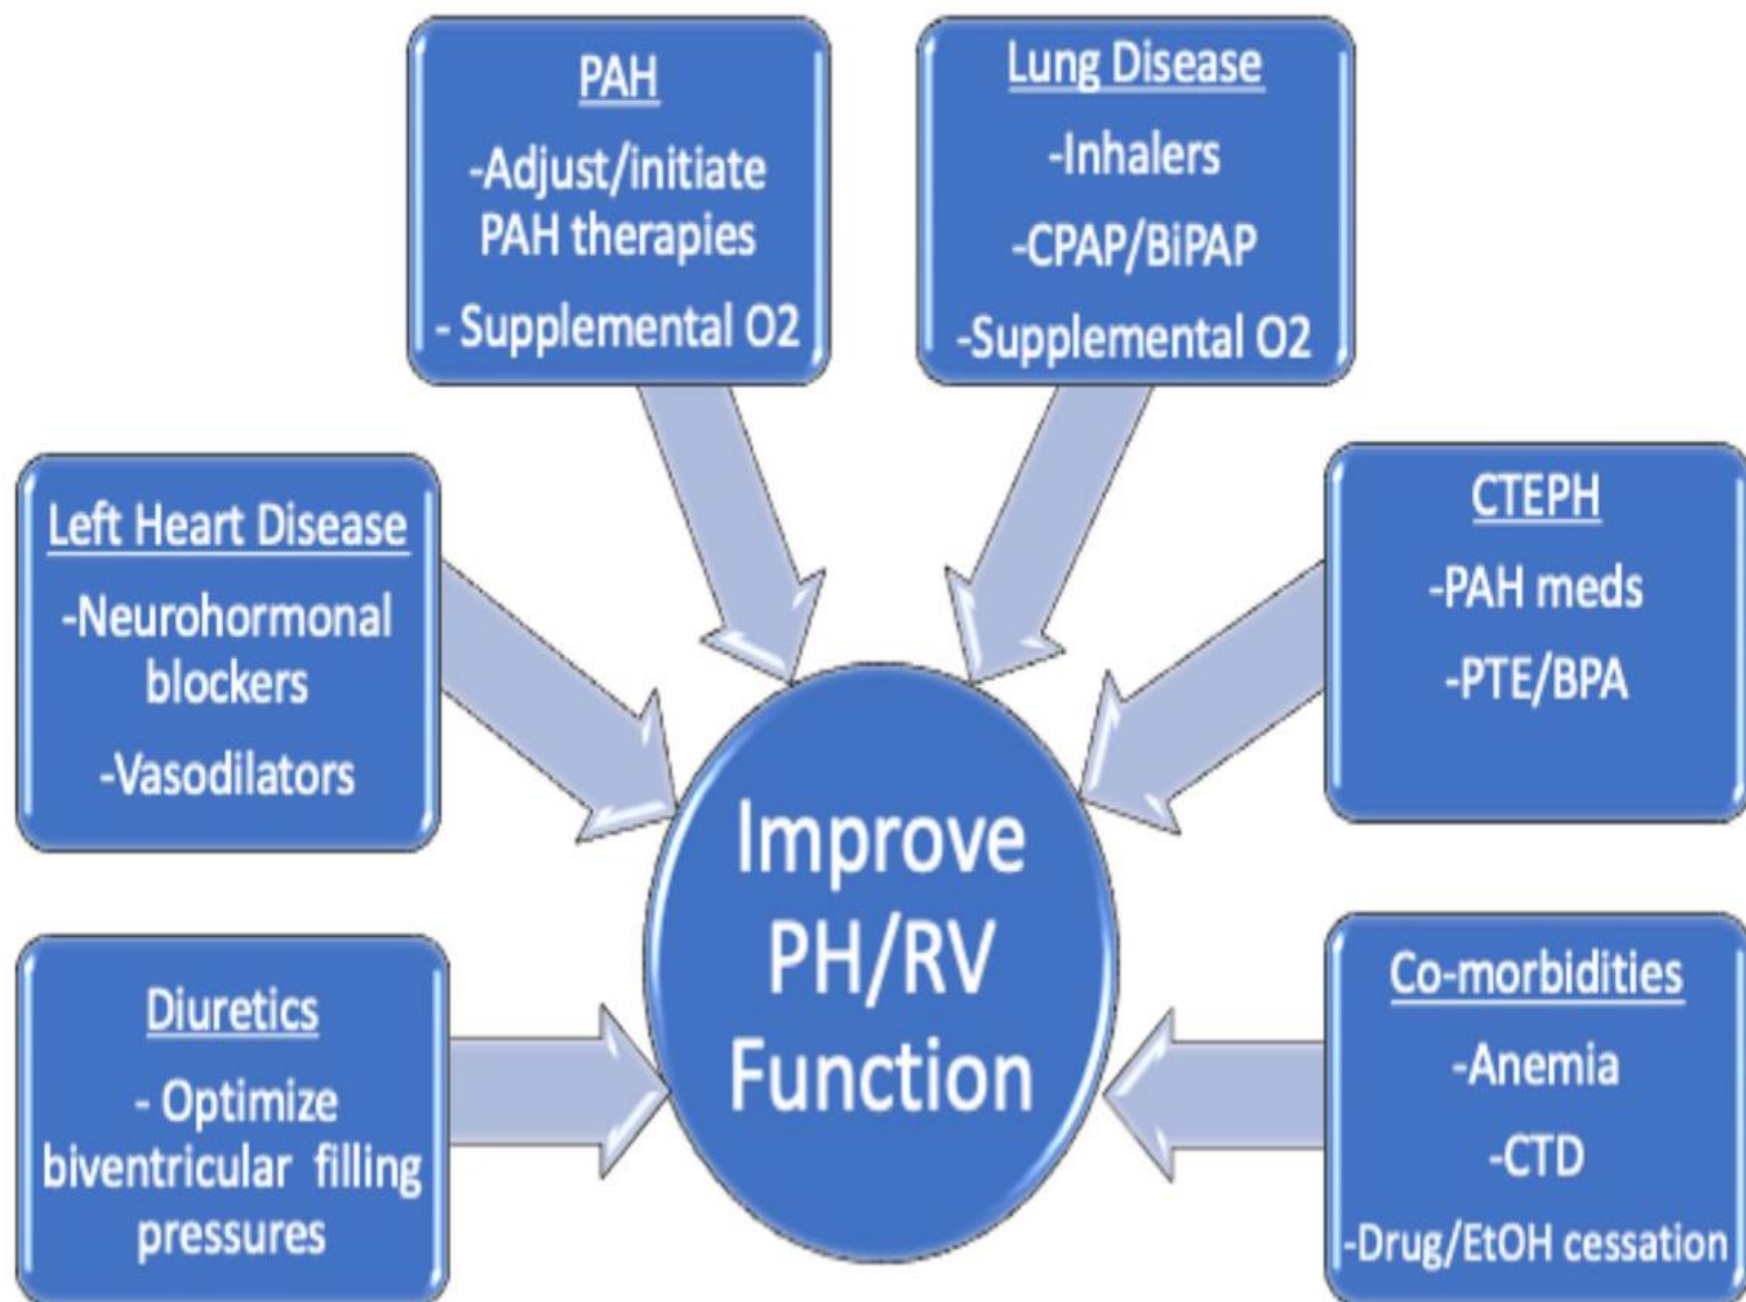 PAH
-Adjust/initiate
PAH therapies
- Supplemental O2
Lung Disease
-Inhalers
-CPAP/BiPAP
-Supplemental O2
Left Heart Disease
-Neurohormonal
blockers
-Vasodilators
CTEPH
-PAH meds
-PTE/BPA
Diuretics
- Optimize
biventricular filling
pressures
Improve
PH/RV
Function
Co-morbidities
-Anemia
-CTD
-Drug/EtOH cessation